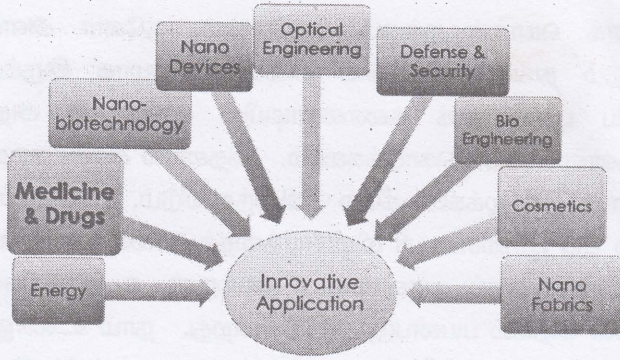 Optical
Engineering
Nano
Devices
Defense &
Security
Nano-
biotechnology
Bio
Engineering
Medicine
& Drugs
Cosmetics
Energy
Innovative
Application
Nano
Fabrics